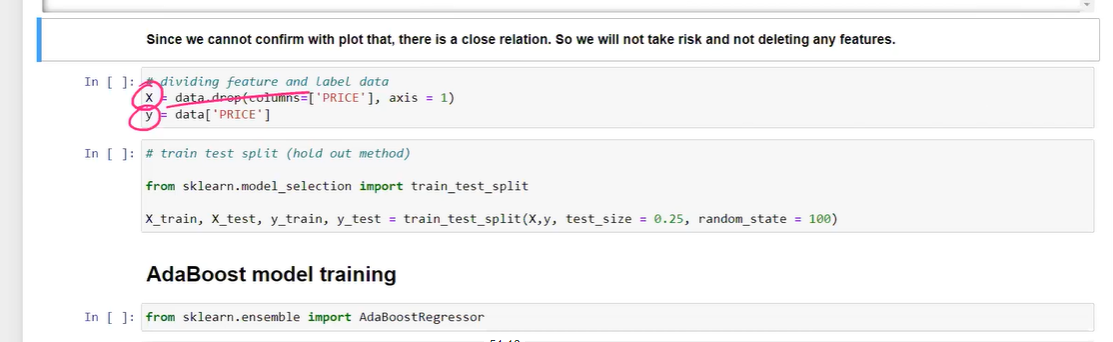 Since we cannot confirm with plot that, there is a close relation. So we will not take risk and not deleting any features.
In [ ]: # dividing feature and label data
X = data.drop(columns=['PRICE'], axis = 1)
y = data['PRICE']
In [ ]: # train test split (hold out method)
from sklearn.model_selection import train_test_split
X_train, X_test, y_train, y_test = train_test_split(X,y, test_size = 0.25, random_state = 100)
AdaBoost model training
In [ ]: from sklearn.ensemble import AdaBoostRegressor